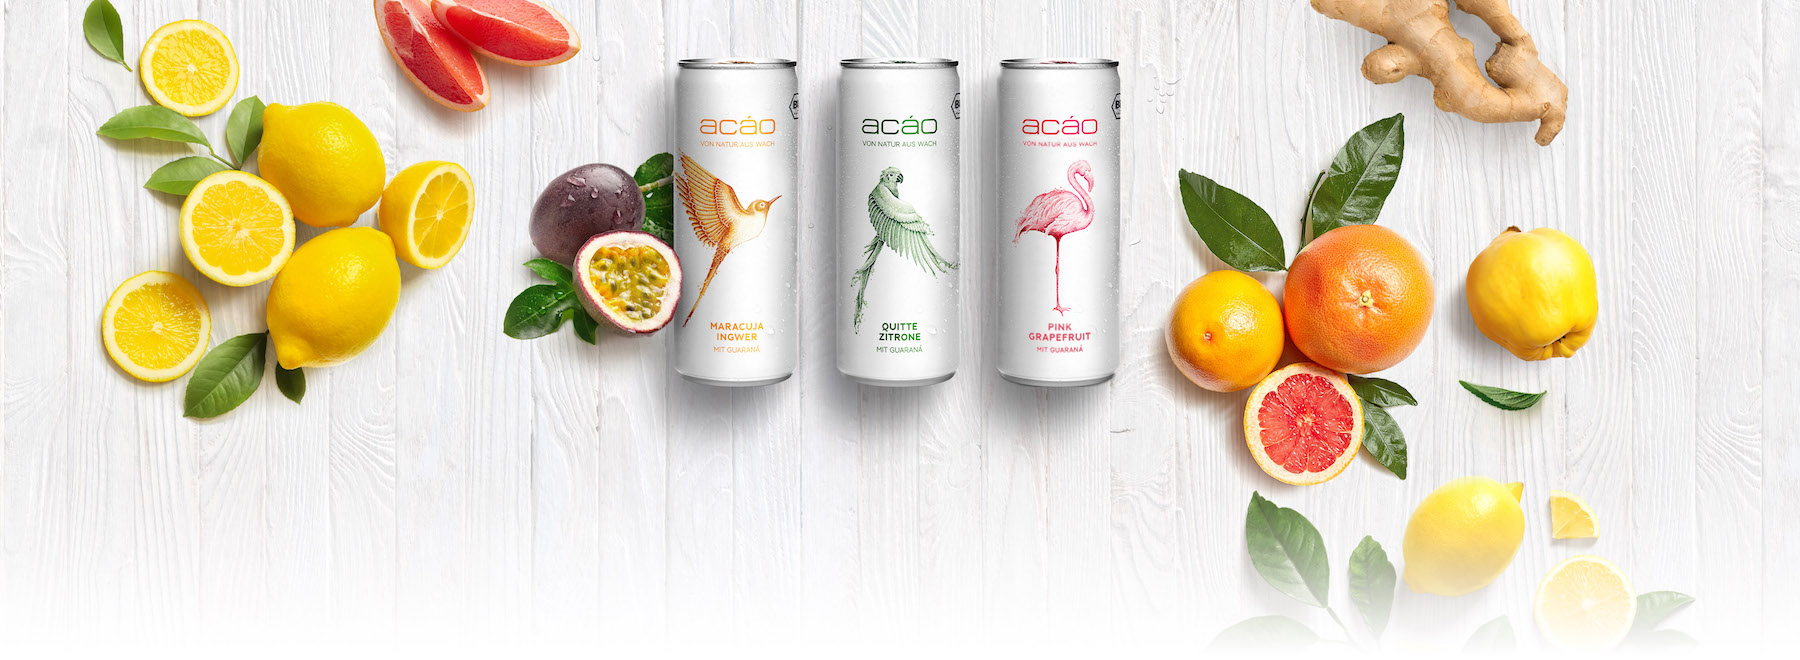 acáo
VON NATUR AUS WACH
MARACUJA
INGWER
MIT GUARANÁ
acáo
VON NATUR AUS WACH
QUITTE
ZITRONE
MIT GUARANÁ
acáo
VON NATUR AUS WACH
PINK
GRAPEFRUIT
MIT GUARANÁ